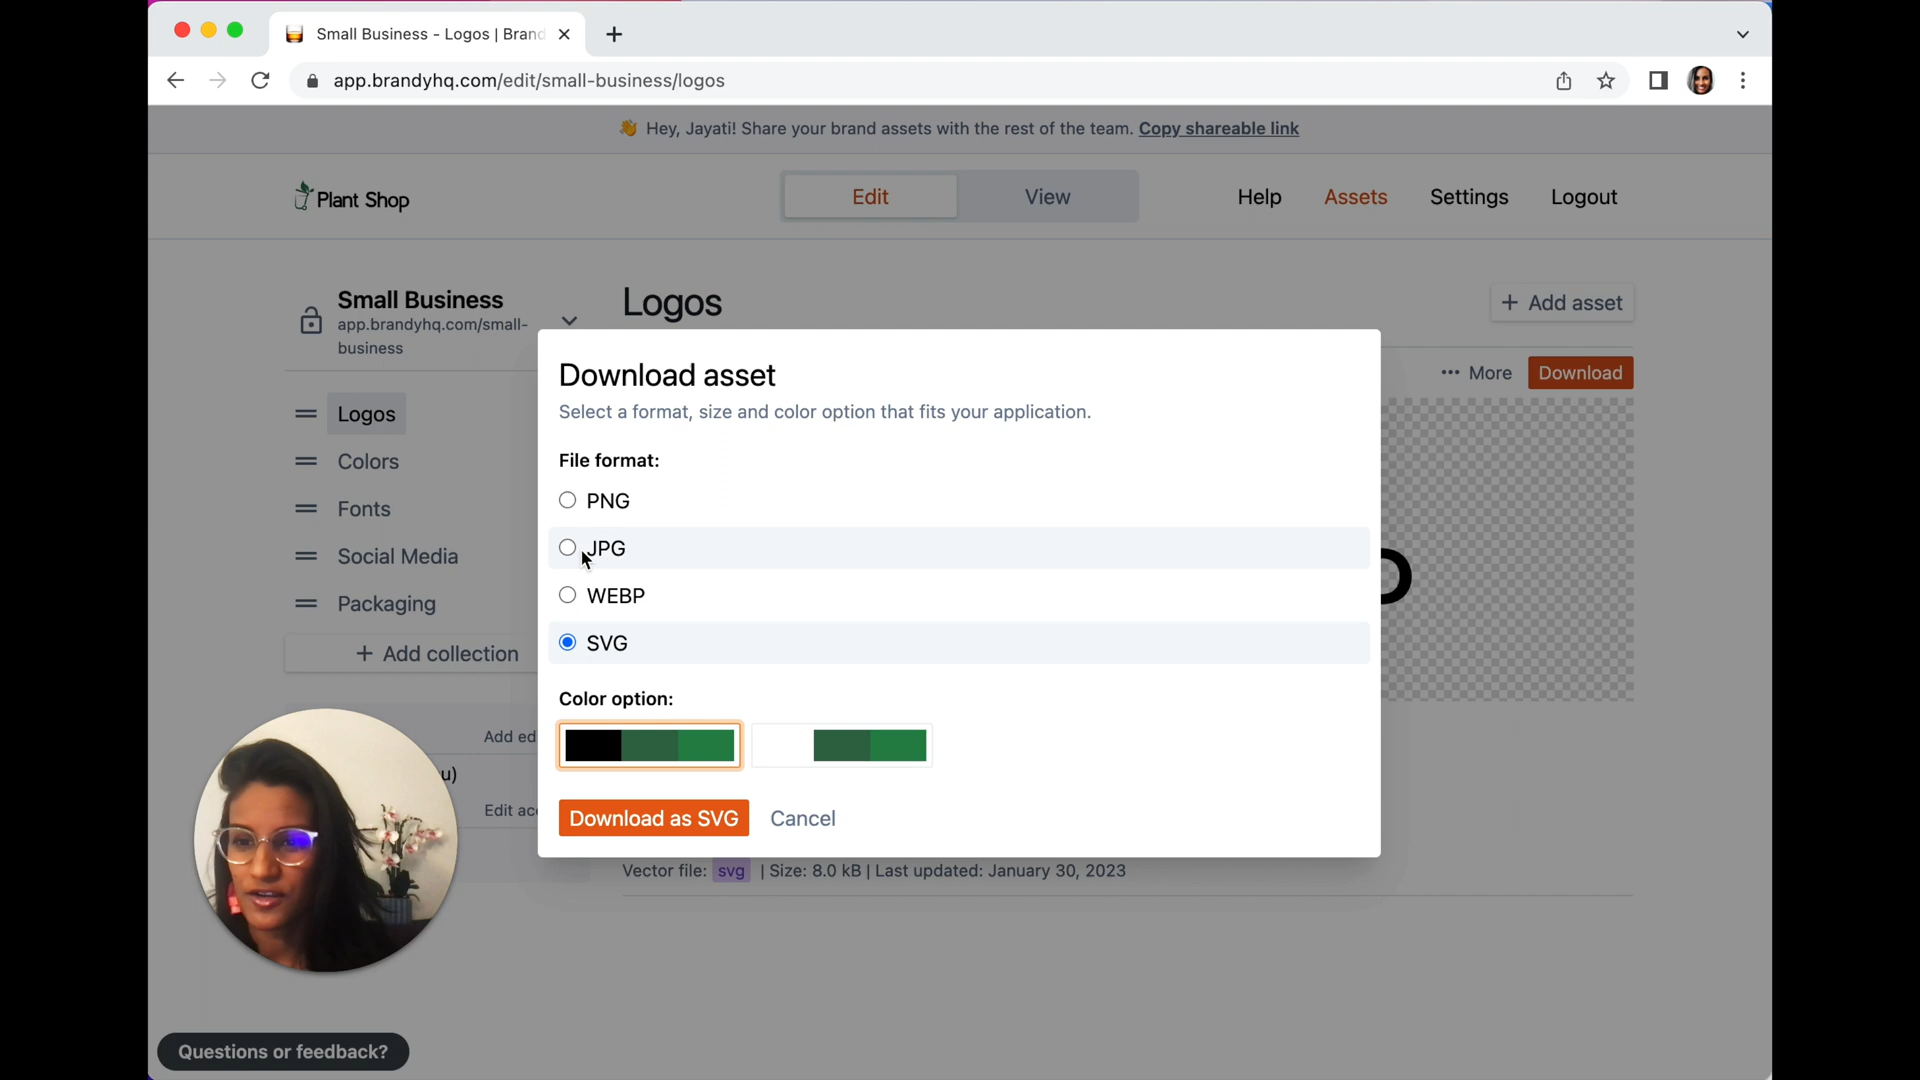 Small Business - Logos | Brand
app.brandyhq.com/edit/small-business/logos
👋 Hey, Jayati! Share your brand assets with the rest of the team. Copy shareable link
Plant Shop
Edit
View
Help
Assets
Settings
Logout
Small Business
app.brandyhq.com/small-
business
Logos
+ Add asset
••• More
Download
Logos
Colors
Fonts
Social Media
Packaging
+ Add collection
Add ed
u)
Edit acc
Download asset
Select a format, size and color option that fits your application.
File format:
PNG
JPG
WEBP
SVG
Color option:
Download as SVG
Cancel
Vector file: svg | Size: 8.0 kB | Last updated: January 30, 2023
Questions or feedback?